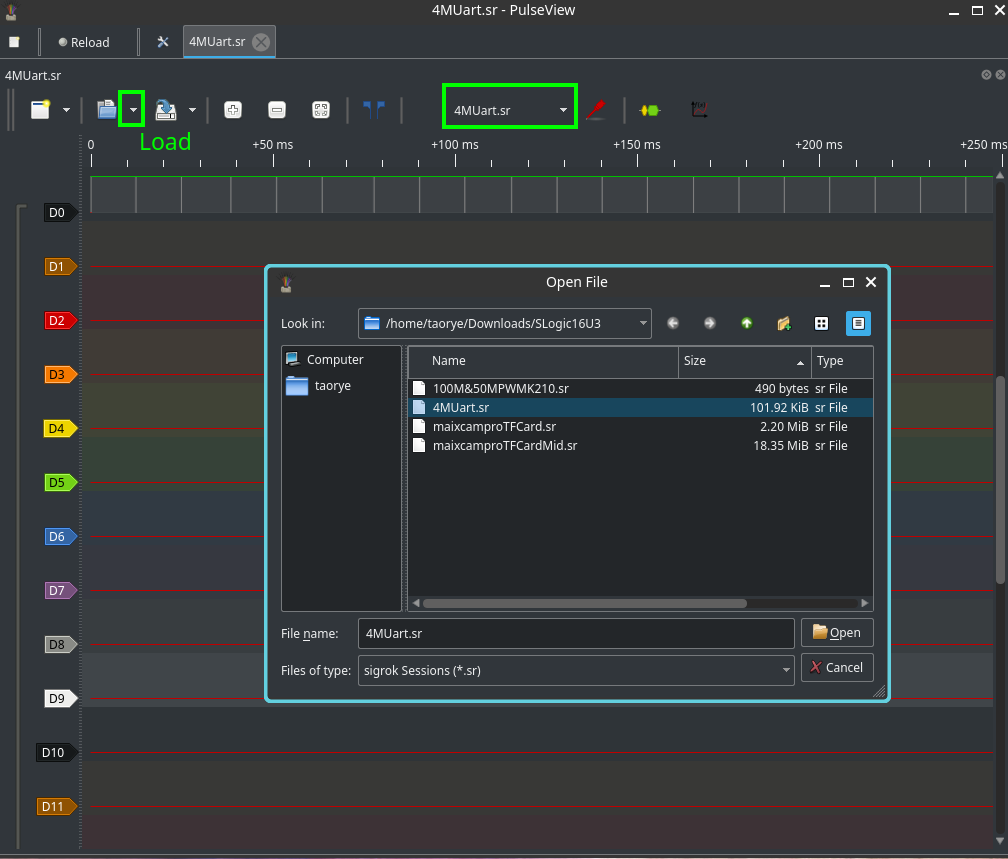 4MUart.sr - PulseView
Reload
4MUart.sr
4MUart.sr
4MUart.sr
Load
0
+50 ms
+100 ms
+150 ms
+200 ms
+250 ms
D0
D1
D2
D3
D4
D5
D6
D7
D8
D9
D10
D11
Open File
Look in:
/home/taorye/Downloads/SLogic16U3
Computer
taorye
Name Size Type
100M&50MPWMK210.sr 490 bytes sr File
4MUart.sr 101.92 KiB sr File
maixcamproTFCard.sr 2.20 MiB sr File
maixcamproTFCardMid.sr 18.35 MiB sr File
File name: 4MUart.sr Open
Files of type: sigrok Sessions (*.sr) Cancel